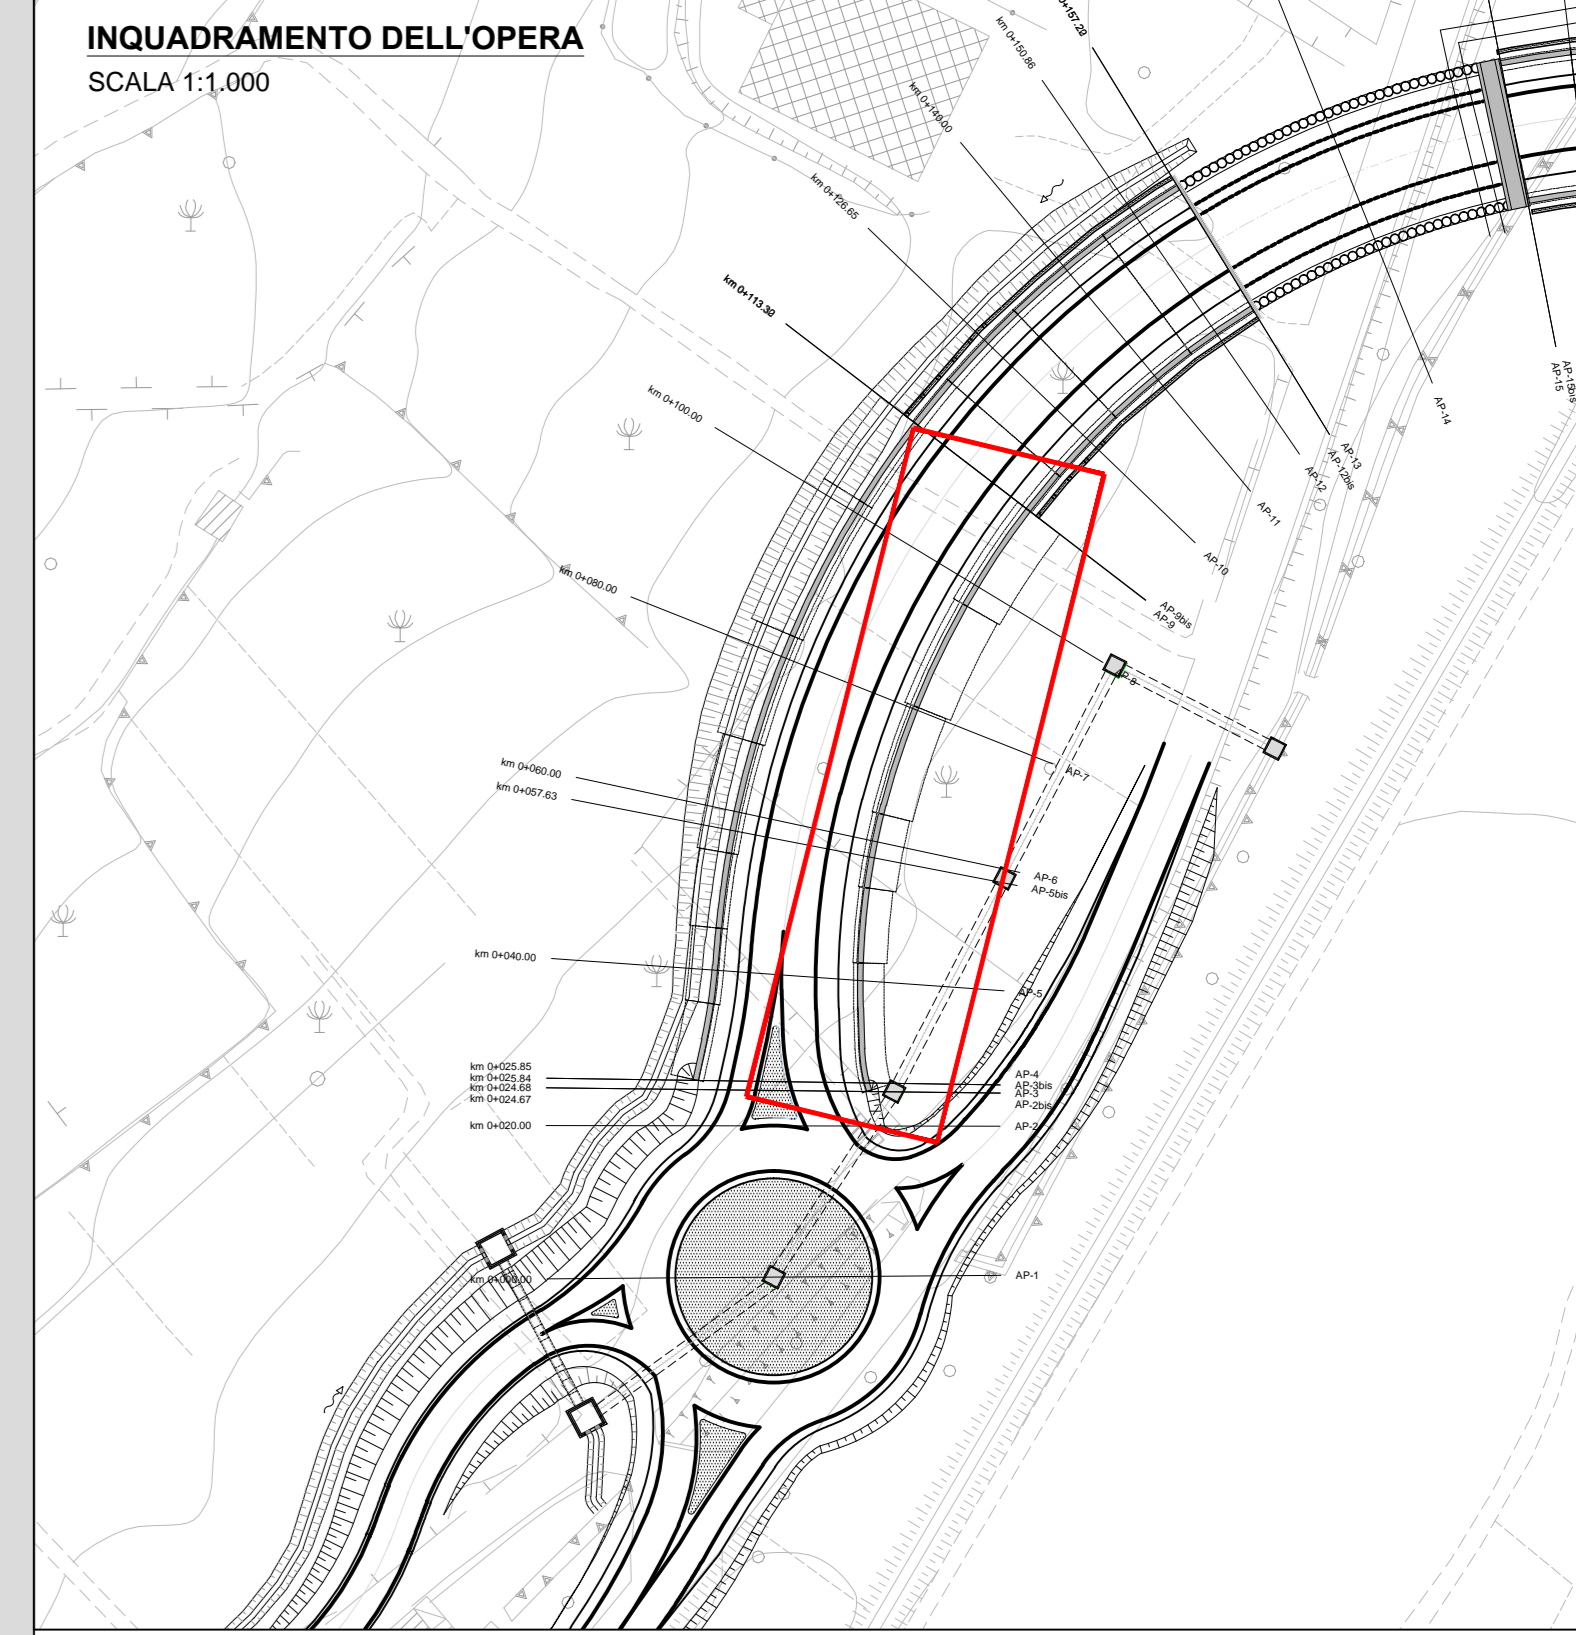 INQUADRAMENTO DELL'OPERA
SCALA 1:1.000
km 0+157.20
km 0+150.86
km 0+140.00
km 0+126.65
km 0+100.00
km 0+080.00
km 0+060.00
km 0+057.63
km 0+040.00
km 0+025.85
km 0+025.84
km 0+024.68
km 0+024.67
km 0+020.00
km 0+000.00
AP-15bis
AP-15
AP-14
AP-13
AP-12bis
AP-12
AP-11
AP-10
AP-9bis
AP-9
AP-8
AP-7
AP-6
AP-5bis
AP-5
AP-4
AP-3bis
AP-3
AP-2bis
AP-2
AP-1